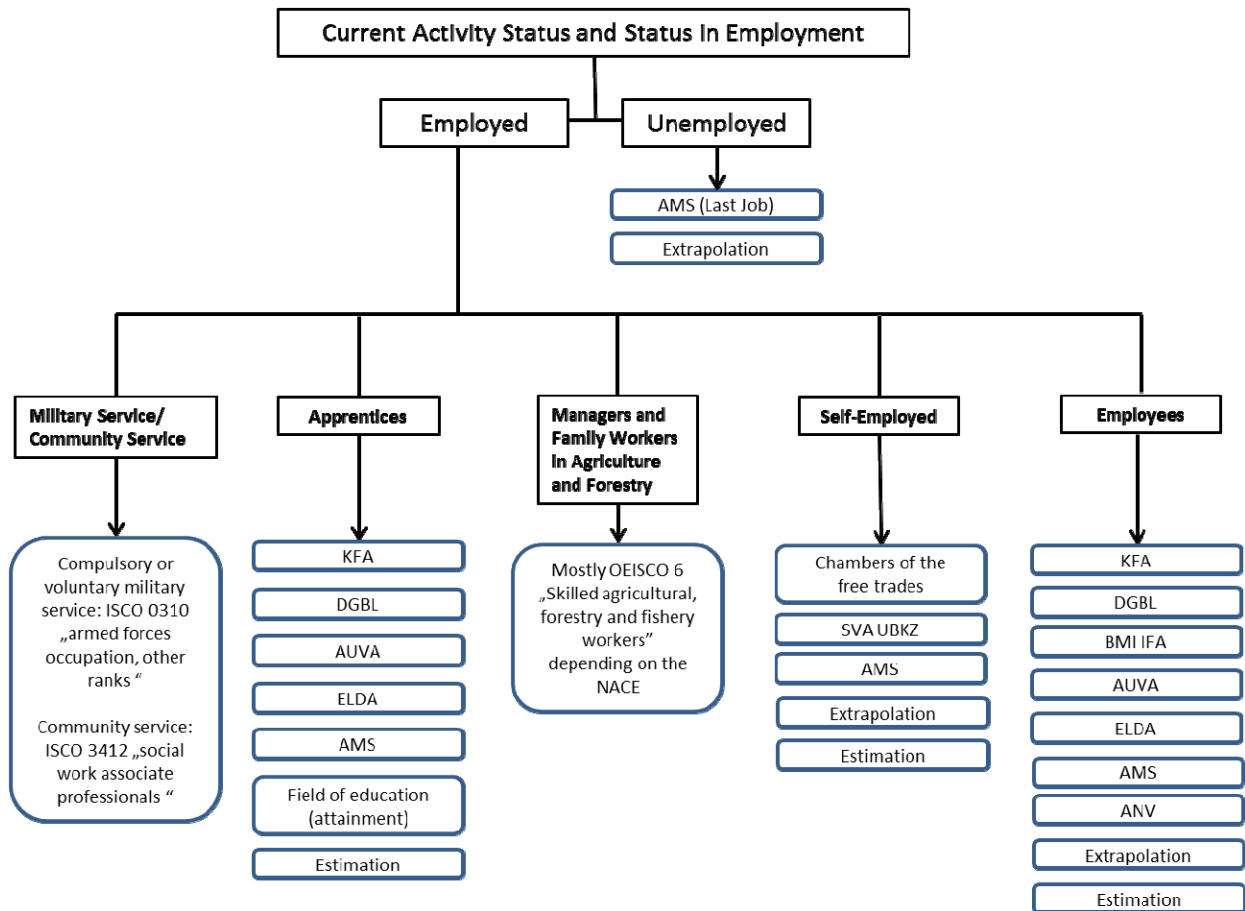 Current Activity Status and Status in Employment
Employed
Unemployed
AMS (Last Job)
Extrapolation
Military Service/
Community Service
Compulsory or
voluntary military
service: ISCO 0310
„armed forces
occupation, other
ranks “
Community service:
ISCO 3412 „social
work associate
professionals “
Apprentices
KFA
DGBL
AUVA
ELDA
AMS
Field of education
(attainment)
Estimation
Managers and
Family Workers
in Agriculture
and Forestry
Mostly OEISCO 6
„Skilled agricultural,
forestry and fishery
workers”
depending on the
NACE
Self-Employed
Chambers of the
free trades
SVA UBKZ
AMS
Extrapolation
Estimation
Employees
KFA
DGBL
BMI IFA
AUVA
ELDA
AMS
ANV
Extrapolation
Estimation